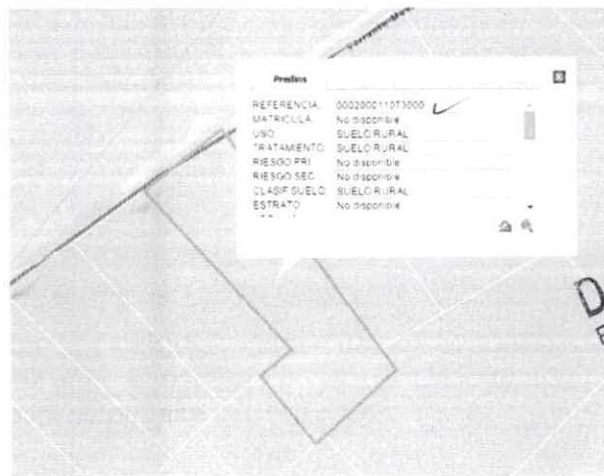 Predios
REFERENCIA: 000200011073000
MATRICULA: No disponible
USO: SUELO RURAL
TRATAMIENTO: SUELO RURAL
RIESGO PRI: No disponible
RIESGO SEC: No disponible
CLASIF SUELO: SUELO RURAL
ESTRATO: No disponible